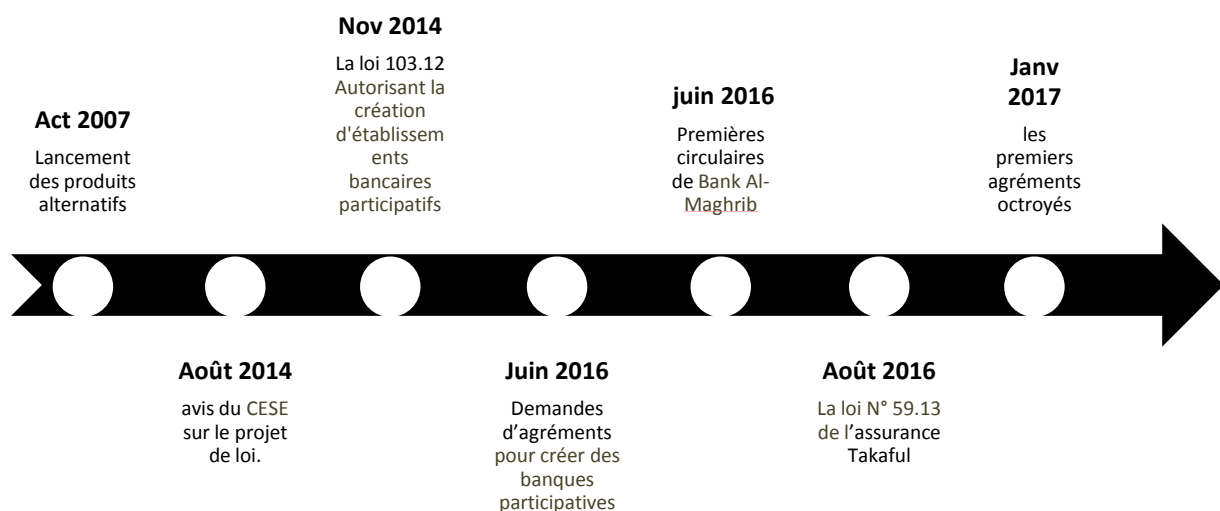 Act 2007
Lancement
des produits
alternatifs
Août 2014
avis du CESE
sur le projet
de loi.
Nov 2014
La loi 103.12
Autorisant la
création
d'établissem
ents
bancaires
participatifs
Juin 2016
Demandes
d’agréments
pour créer des
banques
participatives
juin 2016
Premières
circulaires
de Bank Al-
Maghrib
Août 2016
La loi N° 59.13
de l’assurance
Takaful
Janv
2017
les
premiers
agréments
octroyés